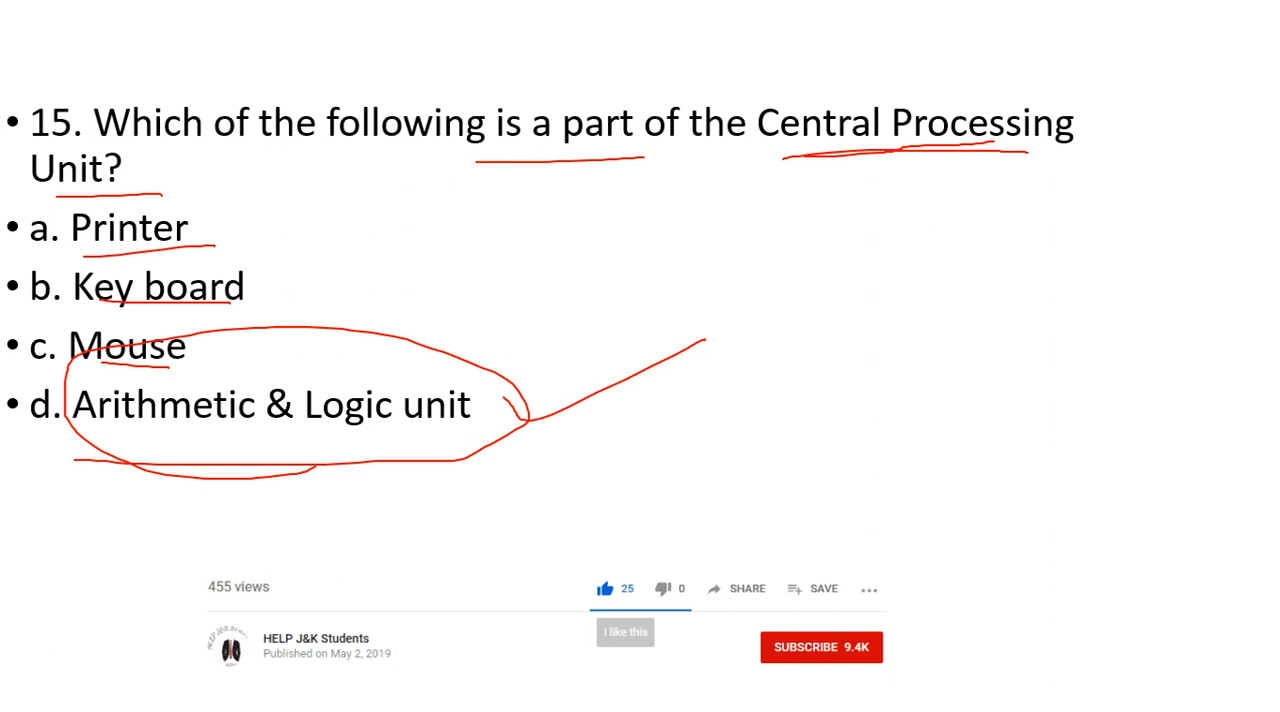 • 15. Which of the following is a part of the Central Processing
Unit?
• a. Printer
• b. Key board
• c. Mouse
• d. Arithmetic & Logic unit
455 views
25 0 SHARE SAVE ...
I like this
HELP J&K Students
Published on May 2, 2019
SUBSCRIBE 9.4K